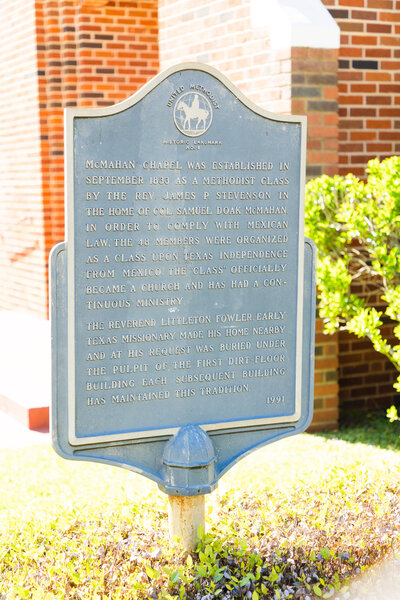 UNITED METHODIST
HISTORIC LANDMARK
McMAHAN CHAPEL WAS ESTABLISHED IN
SEPTEMBER 1833 AS A METHODIST CLASS
BY THE REV. JAMES P. STEVENSON IN
THE HOME OF COL. SAMUEL DOAK McMAHAN
IN ORDER TO COMPLY WITH MEXICAN
LAW, THE 48 MEMBERS WERE ORGANIZED
AS A CLASS. UPON TEXAS INDEPENDENCE
FROM MEXICO, THE "CLASS" OFFICIALLY
BECAME A CHURCH AND HAS HAD A CON-
TINUOUS MINISTRY.
THE REVEREND LITTLETON FOWLER, EARLY
TEXAS MISSIONARY, MADE HIS HOME NEARBY
AND AT HIS REQUEST WAS BURIED UNDER
THE PULPIT OF THE FIRST DIRT-FLOOR
BUILDING. EACH SUBSEQUENT BUILDING
HAS MAINTAINED THIS TRADITION.
1991